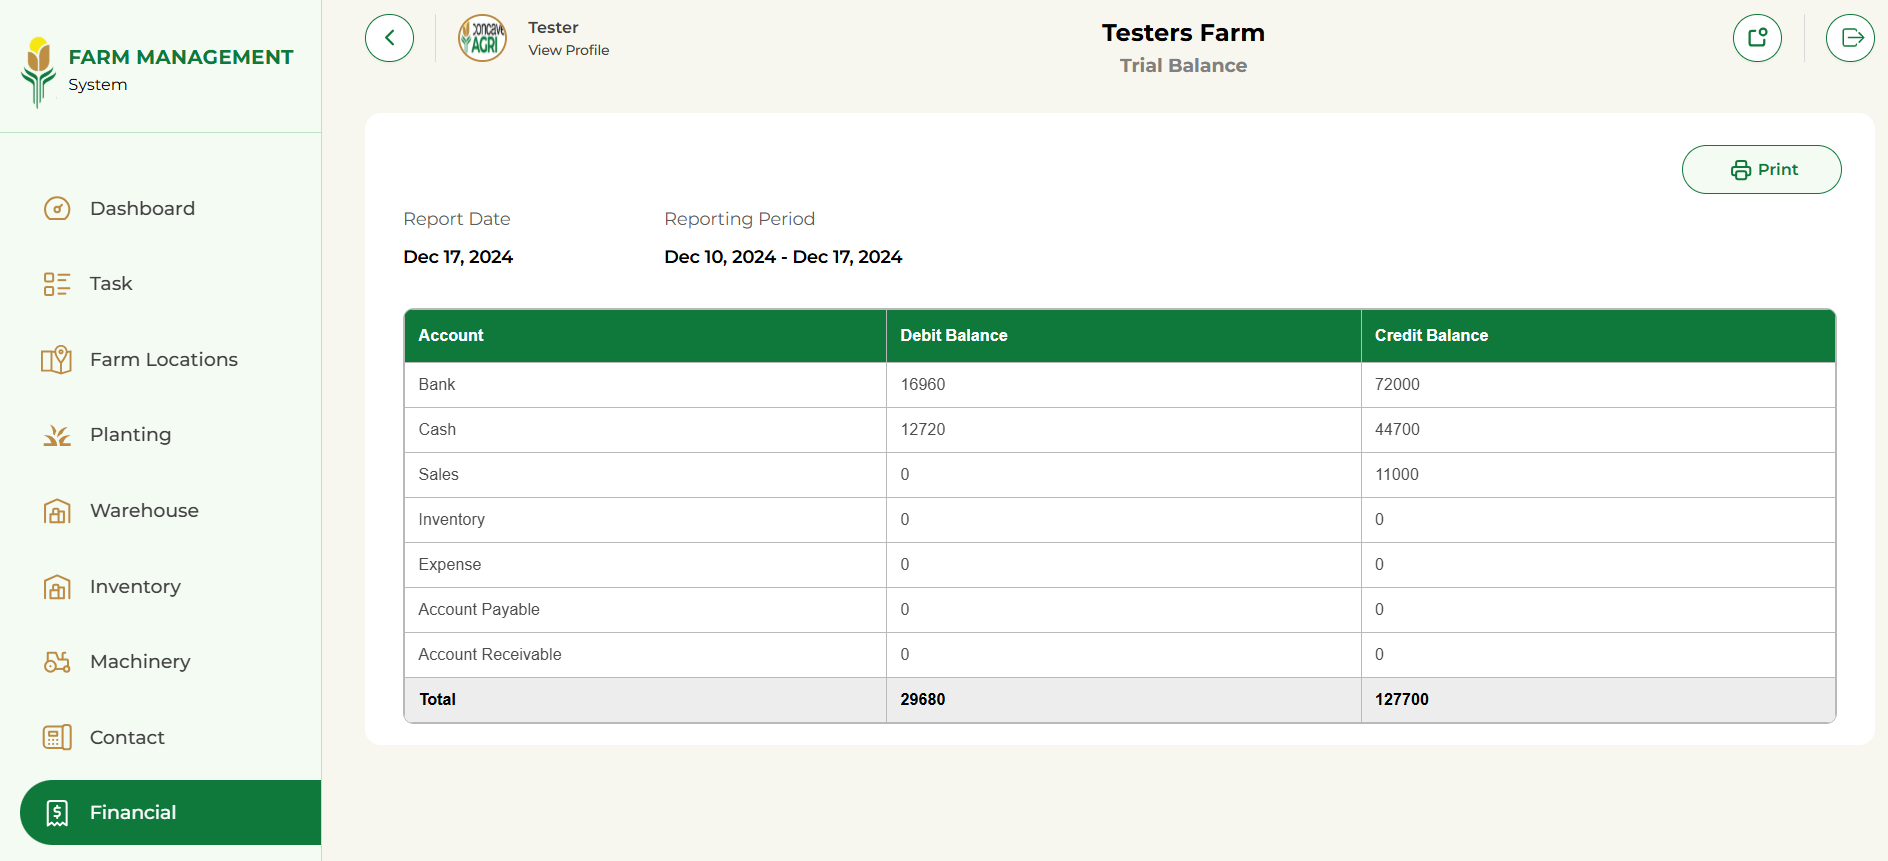 FARM MANAGEMENT
System
Dashboard
Task
Farm Locations
Planting
Warehouse
Inventory
Machinery
Contact
Financial
concave
AGRI
Tester
View Profile
Testers Farm
Trial Balance
Print
Report Date
Reporting Period
Dec 17, 2024
Dec 10, 2024 - Dec 17, 2024
Account Debit Balance Credit Balance
Bank 16960 72000
Cash 12720 44700
Sales 0 11000
Inventory 0 0
Expense 0 0
Account Payable 0 0
Account Receivable 0 0
Total 29680 127700